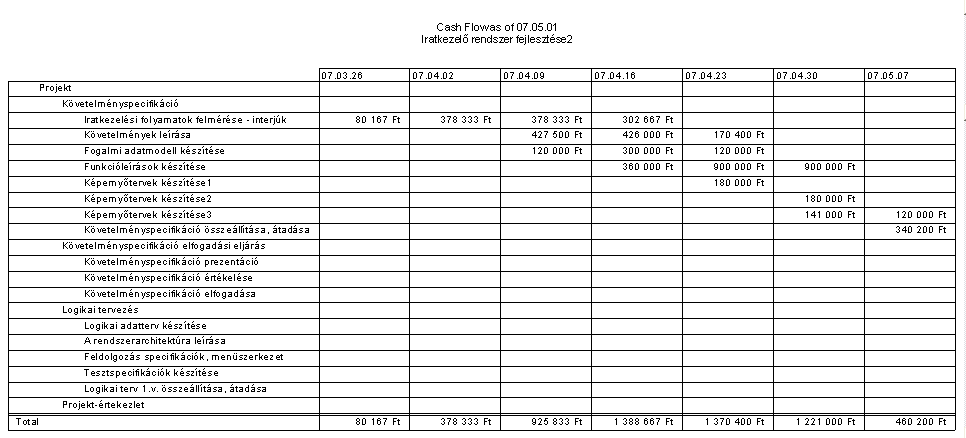 Cash Flowas of 07.05.01
Iratkezelő rendszer fejlesztése2
07.03.26 07.04.02 07.04.09 07.04.16 07.04.23 07.04.30 07.05.07
Projekt
Követelményspecifikáció
Iratkezelési folyamatok felmérése - interjúk 80 167 Ft 378 333 Ft 378 333 Ft 302 667 Ft
Követelmények leírása 427 500 Ft 426 000 Ft 170 400 Ft
Fogalmi adatmodell készítése 120 000 Ft 300 000 Ft 120 000 Ft
Funkcióleírások készítése 360 000 Ft 900 000 Ft 900 000 Ft
Képernyőtervek készítése1 180 000 Ft
Képernyőtervek készítése2 180 000 Ft
Képernyőtervek készítése3 141 000 Ft 120 000 Ft
Követelményspecifikáció összeállítása, átadása 340 200 Ft
Követelményspecifikáció elfogadási eljárás
Követelményspecifikáció prezentáció
Követelményspecifikáció értékelése
Követelményspecifikáció elfogadása
Logikai tervezés
Logikai adatterv készítése
A rendszerarchitektúra leírása
Feldolgozás specifikációk, menüszerkezet
Tesztspecifikációk készítése
Logikai terv 1.v. összeállítása, átadása
Projekt-értekezlet
Total 80 167 Ft 378 333 Ft 925 833 Ft 1 388 667 Ft 1 370 400 Ft 1 221 000 Ft 460 200 Ft